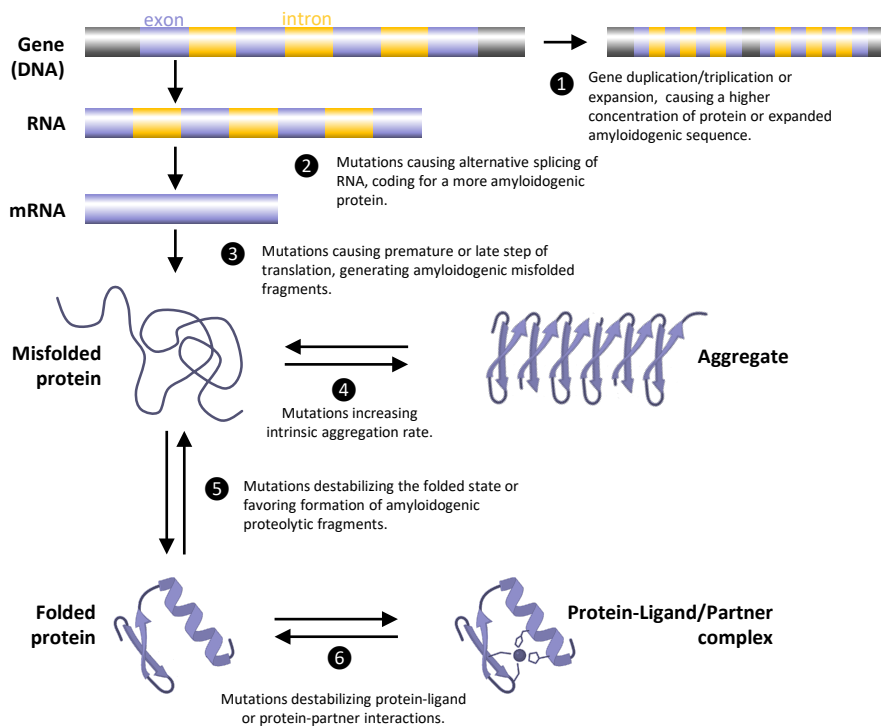 exon
intron
Gene
(DNA)
1
Gene duplication/triplication or
expansion, causing a higher
concentration of protein or expanded
amyloidogenic sequence.
RNA
2
Mutations causing alternative splicing of
RNA, coding for a more amyloidogenic
protein.
mRNA
3
Mutations causing premature or late step of
translation, generating amyloidogenic misfolded
fragments.
Misfolded
protein
Aggregate
4
Mutations increasing
intrinsic aggregation rate.
5
Mutations destabilizing the folded state or
favoring formation of amyloidogenic
proteolytic fragments.
Folded
protein
Protein-Ligand/Partner
complex
6
Mutations destabilizing protein-ligand
or protein-partner interactions.